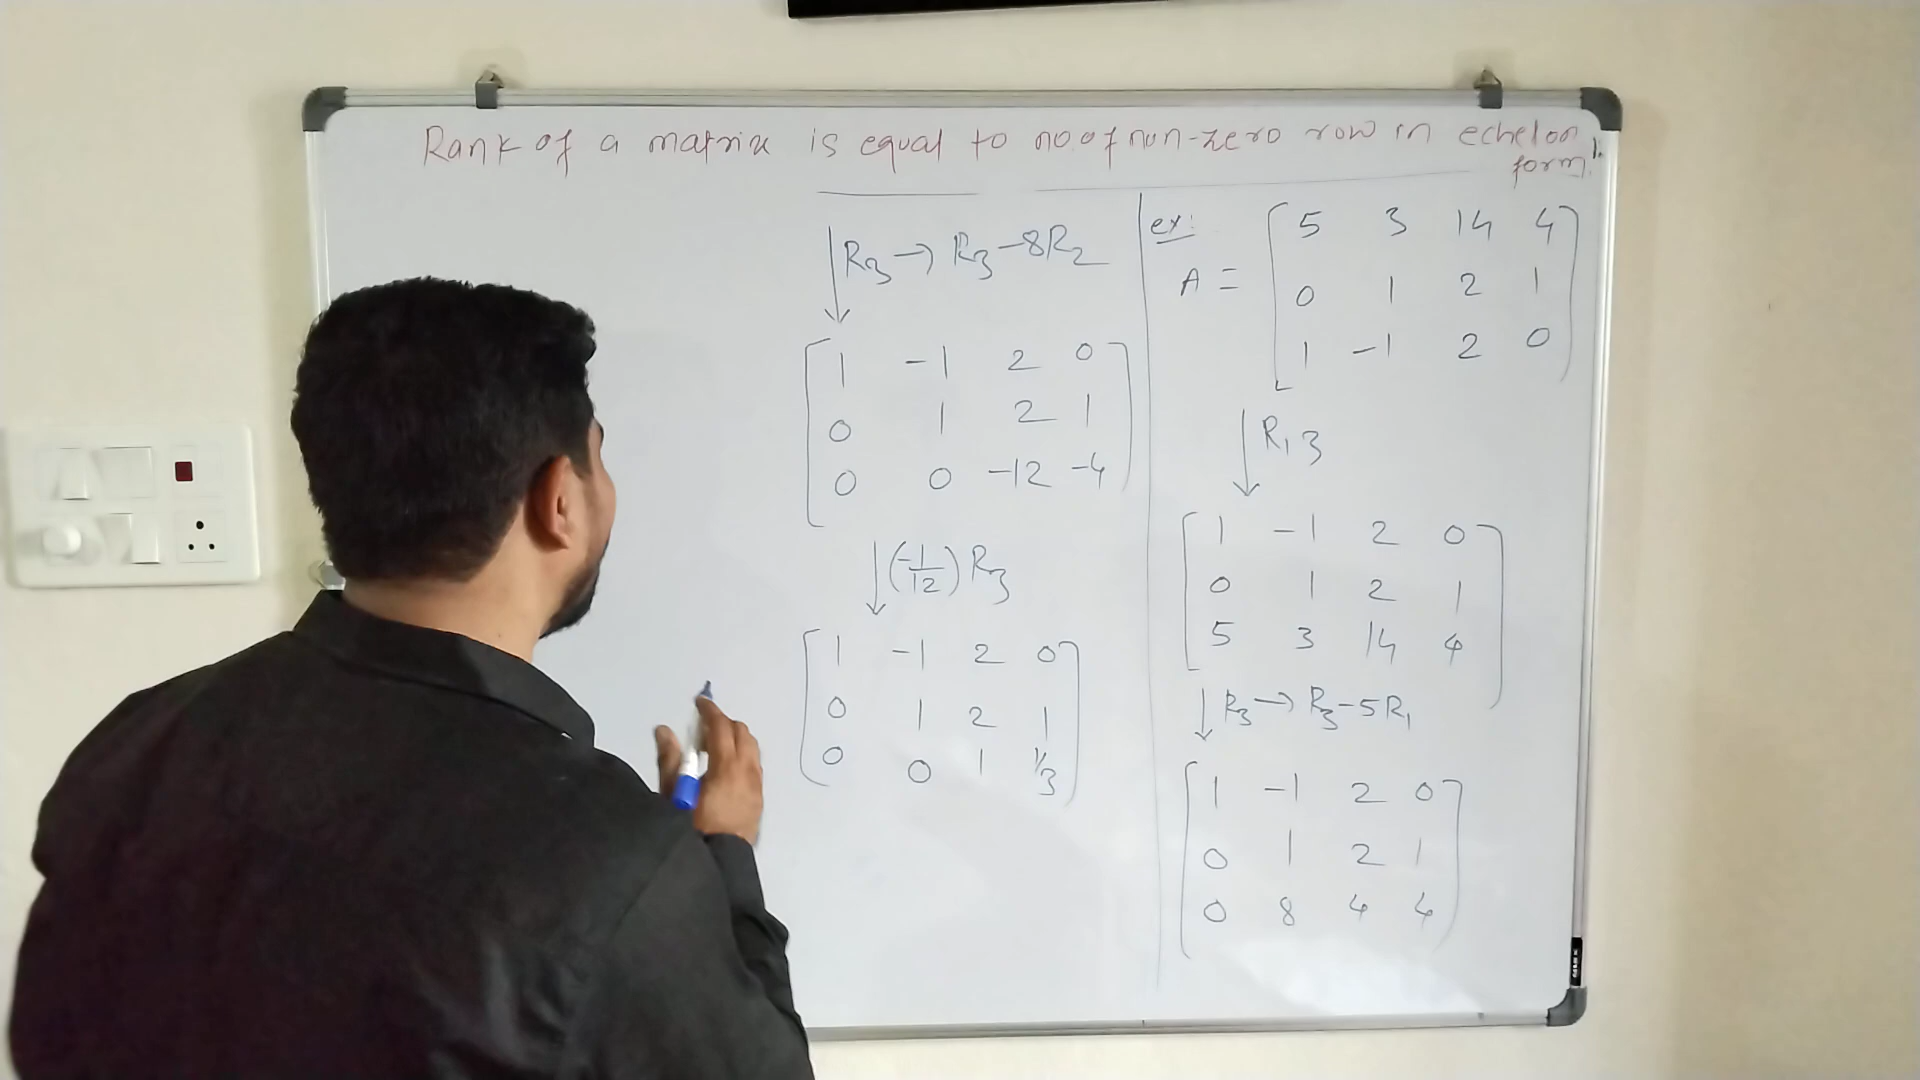 Rank of a matrix is equal to no.of non-zero row in echelon
form!
ex:
A =
5 3 14 4
0 1 2 1
1 -1 2 0
↓ R₁3
1 -1 2 0
0 1 2 1
5 3 14 4
↓ R₃ → R₃-5R₁
1 -1 2 0
0 1 2 1
0 8 4 4
↓ R₃ → R₃-8R₂
1 -1 2 0
0 1 2 1
0 0 -12 -4
↓ (-1/12) R₃
1 -1 2 0
0 1 2 1
0 0 1 1/3